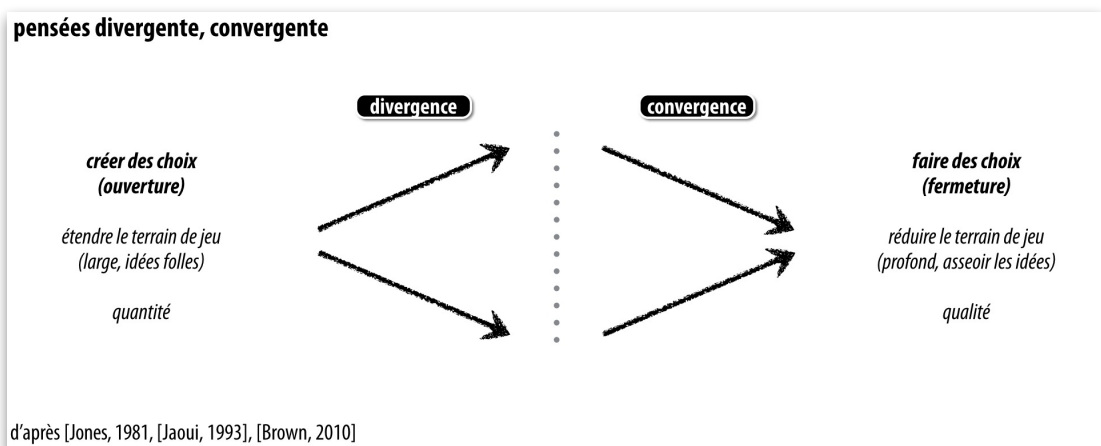 pensées divergente, convergente
divergence
convergence
créer des choix
(ouverture)
étendre le terrain de jeu
(large, idées folles)
quantité
faire des choix
(fermeture)
réduire le terrain de jeu
(profond, asseoir les idées)
qualité
d'après [Jones, 1981, [Jaoui, 1993], [Brown, 2010]